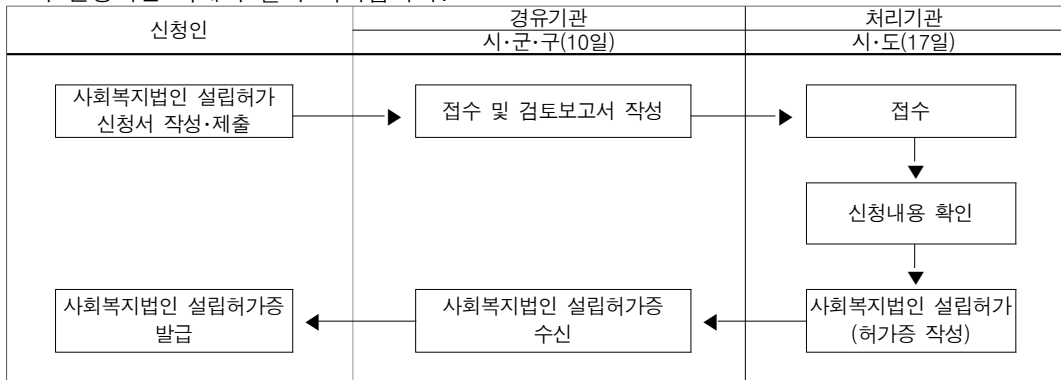 신청인
경유기관
처리기관
시·군·구(10일)
시·도(17일)
사회복지법인 설립허가
신청서 작성·제출
접수 및 검토보고서 작성
접수
신청내용 확인
사회복지법인 설립허가증
발급
사회복지법인 설립허가증
수신
사회복지법인 설립허가
(허가증 작성)